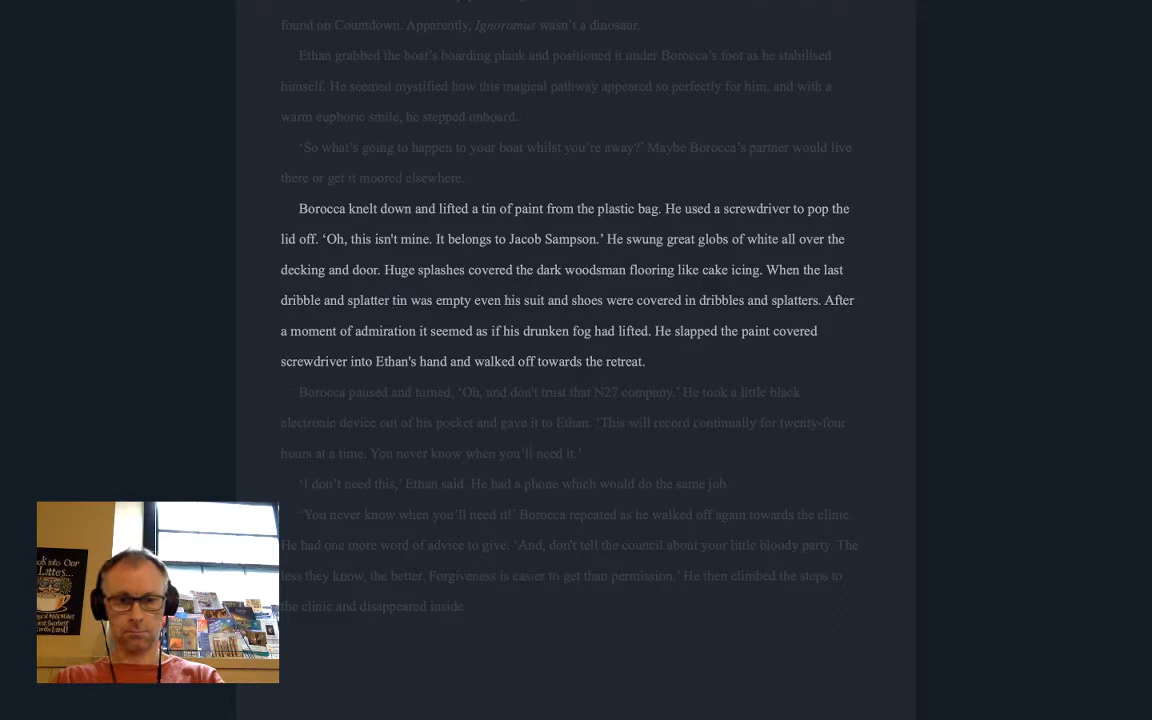 found on Countdown. Apparently, Ignoramus wasn't a dinosaur.
Ethan grabbed the boat's boarding plank and positioned it under Borocca's foot as he stabilised
himself. He seemed mystified how this magical pathway appeared so perfectly for him, and with a
warm euphoric smile, he stepped onboard.
‘So what's going to happen to your boat whilst you're away?’ Maybe Borocca's partner would live
there or get it moored elsewhere.
Borocca knelt down and lifted a tin of paint from the plastic bag. He used a screwdriver to pop the
lid off. ‘Oh, this isn't mine. It belongs to Jacob Sampson.’ He swung great globs of white all over the
decking and door. Huge splashes covered the dark woodsman flooring like cake icing. When the last
dribble and splatter tin was empty even his suit and shoes were covered in dribbles and splatters. After
a moment of admiration it seemed as if his drunken fog had lifted. He slapped the paint covered
screwdriver into Ethan's hand and walked off towards the retreat.
Borocca paused and turned, ‘Oh, and don't trust that N27 company.’ He took a little black
electronic device out of his pocket and gave it to Ethan. ‘This will record continually for twenty-four
hours at a time. You never know when you'll need it.’
‘I don't need this,’ Ethan said. He had a phone which would do the same job.
‘You never know when you'll need it!’ Borocca repeated as he walked off again towards the clinic.
He had one more word of advice to give. ‘And, don't tell the council about your little bloody party. The
less they know, the better. Forgiveness is easier to get than permission.’ He then climbed the steps to
the clinic and disappeared inside.
into Our